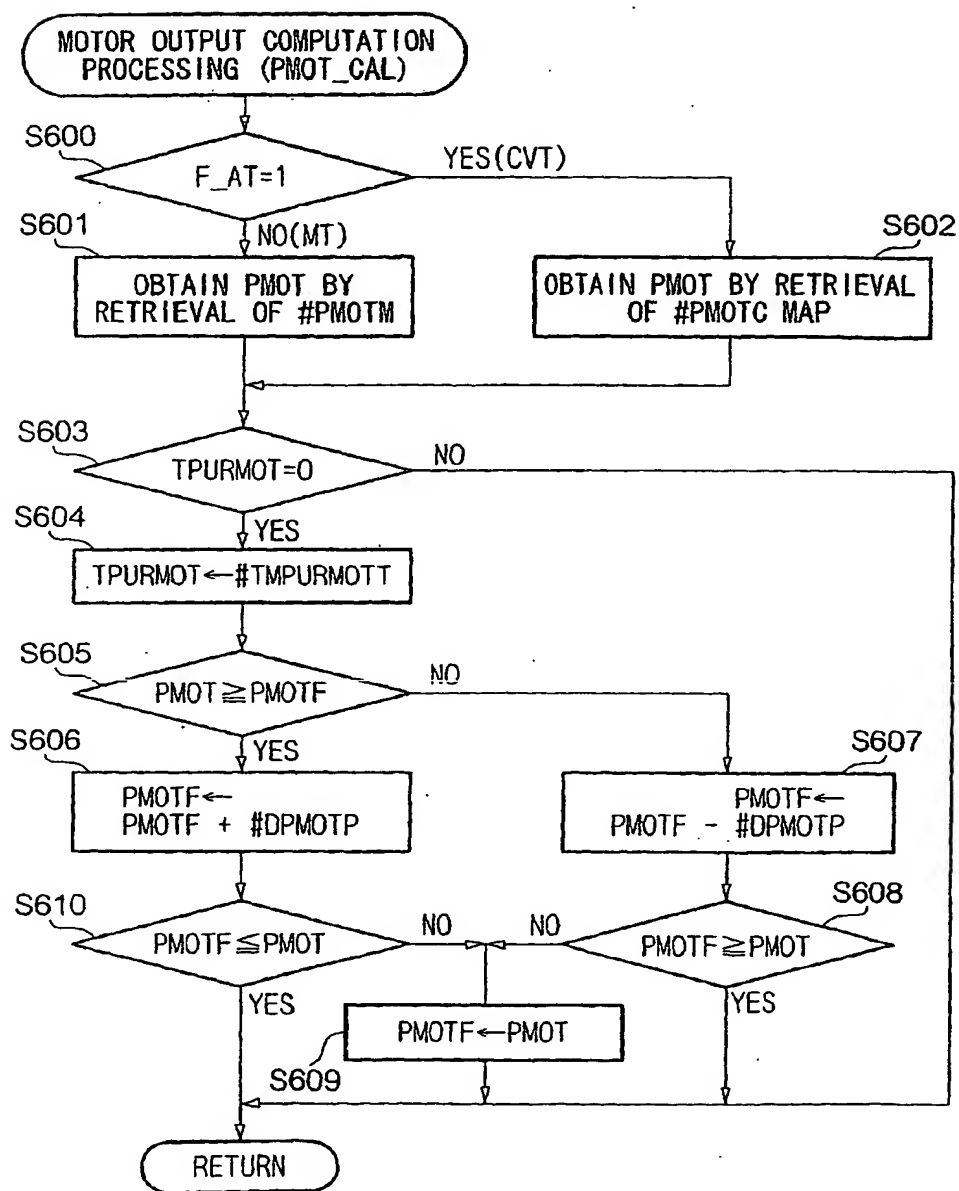 MOTOR OUTPUT COMPUTATION
PROCESSING (PMOT_CAL)
S600
F_AT=1
YES(CVT)
S601
NO(MT)
S602
OBTAIN PMOT BY
RETRIEVAL OF #PMOTM
OBTAIN PMOT BY RETRIEVAL
OF #PMOTC MAP
S603
TPURMOT=0
NO
S604
YES
TPURMOT←#TMPURMOTT
S605
PMOT≧PMOTF
NO
S606
YES
S607
PMOTF←
PMOTF + #DPMOTP
PMOTF←
PMOTF - #DPMOTP
S610
S608
PMOTF≦PMOT
NO
NO
PMOTF≧PMOT
YES
YES
PMOTF←PMOT
S609
RETURN